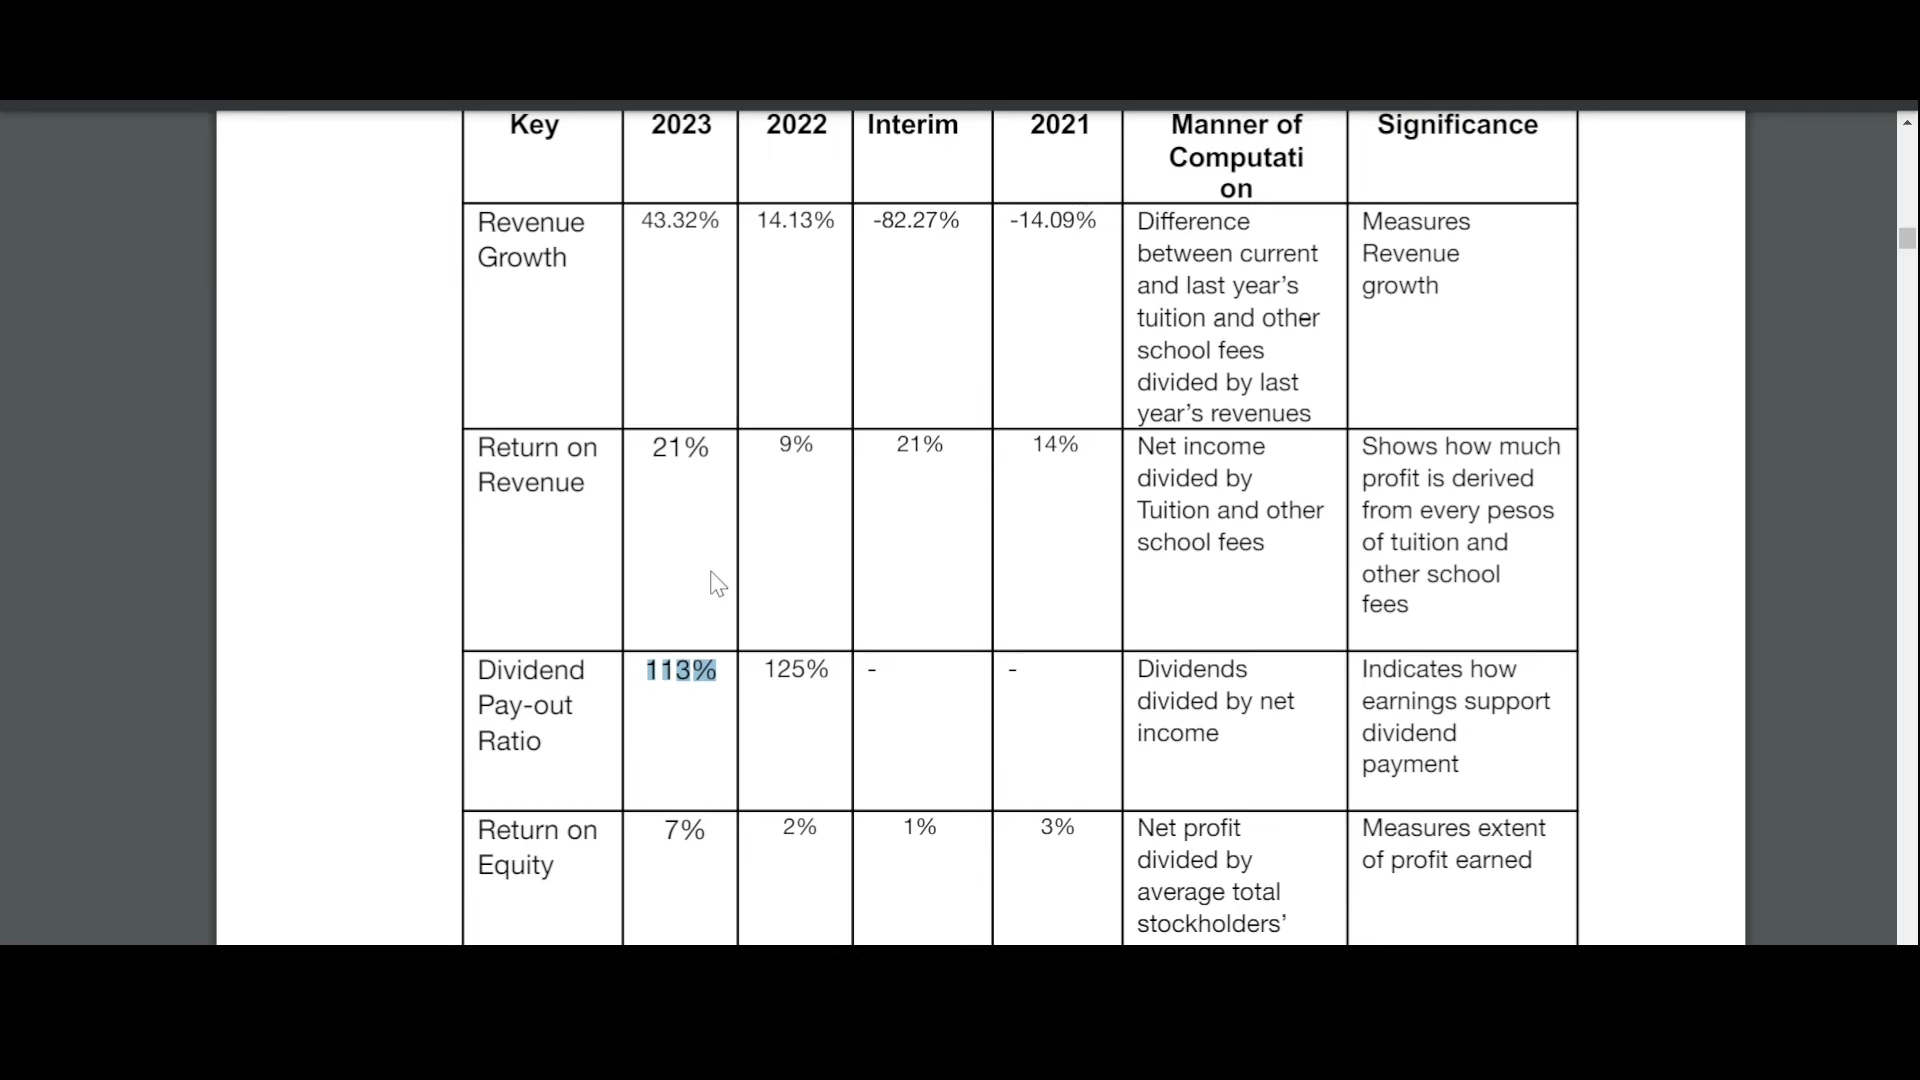 Key 2023 2022 Interim 2021 Manner of Significance
Computati
on
Revenue 43.32% 14.13% -82.27% -14.09% Difference Measures
Growth between current Revenue
and last year's growth
tuition and other
school fees
divided by last
year's revenues
Return on 21% 9% 21% 14% Net income Shows how much
Revenue divided by profit is derived
Tuition and other from every pesos
school fees of tuition and
other school
fees
Dividend 113% 125% - - Dividends Indicates how
Pay-out divided by net earnings support
Ratio income dividend
payment
Return on 7% 2% 1% 3% Net profit Measures extent
Equity divided by of profit earned
average total
stockholders'